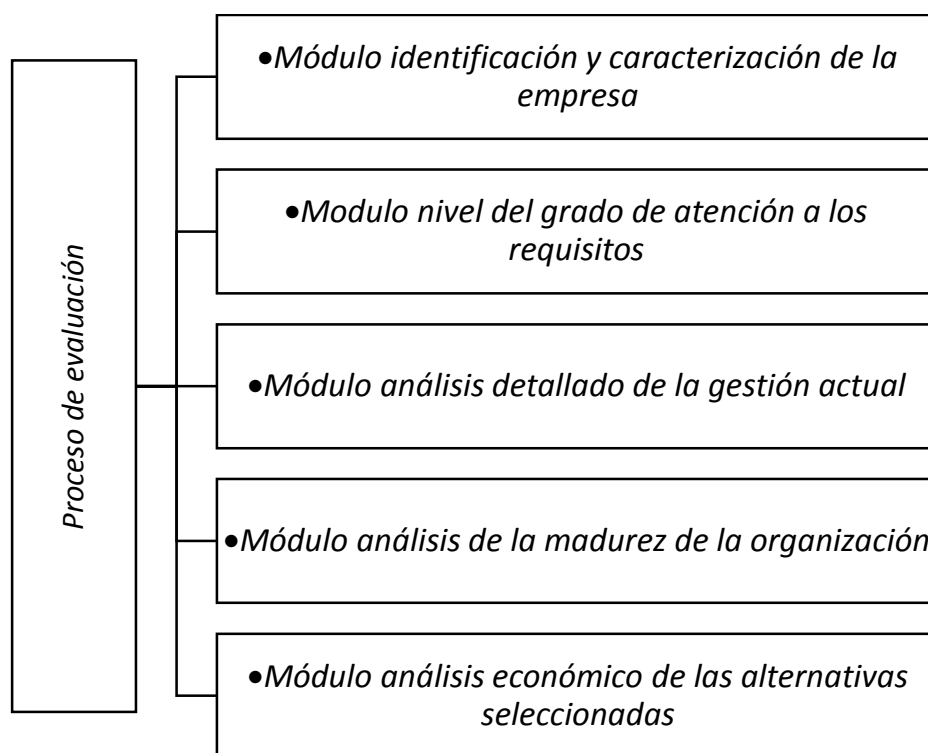 Proceso de evaluación
•Módulo identificación y caracterización de la
empresa
•Modulo nivel del grado de atención a los
requisitos
•Módulo análisis detallado de la gestión actual
•Módulo análisis de la madurez de la organización
•Módulo análisis económico de las alternativas
seleccionadas